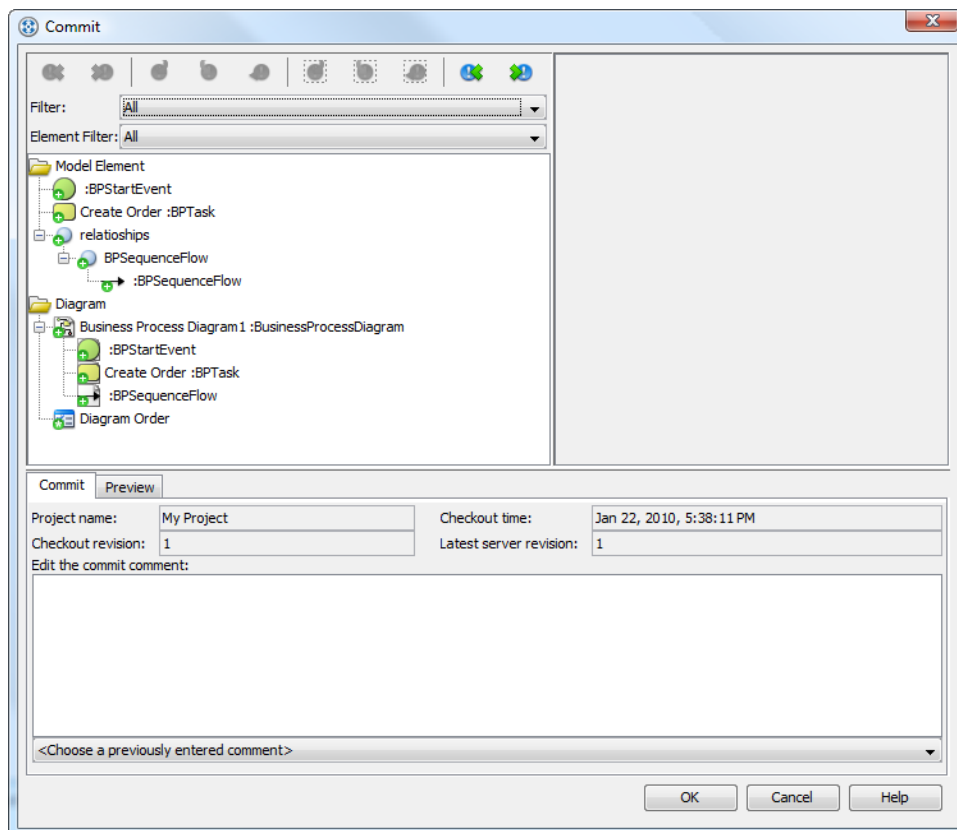 Commit
Filter: All
Element Filter: All
Model Element
:BPStartEvent
Create Order :BPTask
relatioships
BPSequenceFlow
:BPSequenceFlow
Diagram
Business Process Diagram1 :BusinessProcessDiagram
:BPStartEvent
Create Order :BPTask
:BPSequenceFlow
Diagram Order
Commit Preview
Project name: My Project Checkout time: Jan 22, 2010, 5:38:11 PM
Checkout revision: 1 Latest server revision: 1
Edit the commit comment:
<Choose a previously entered comment>
OK Cancel Help